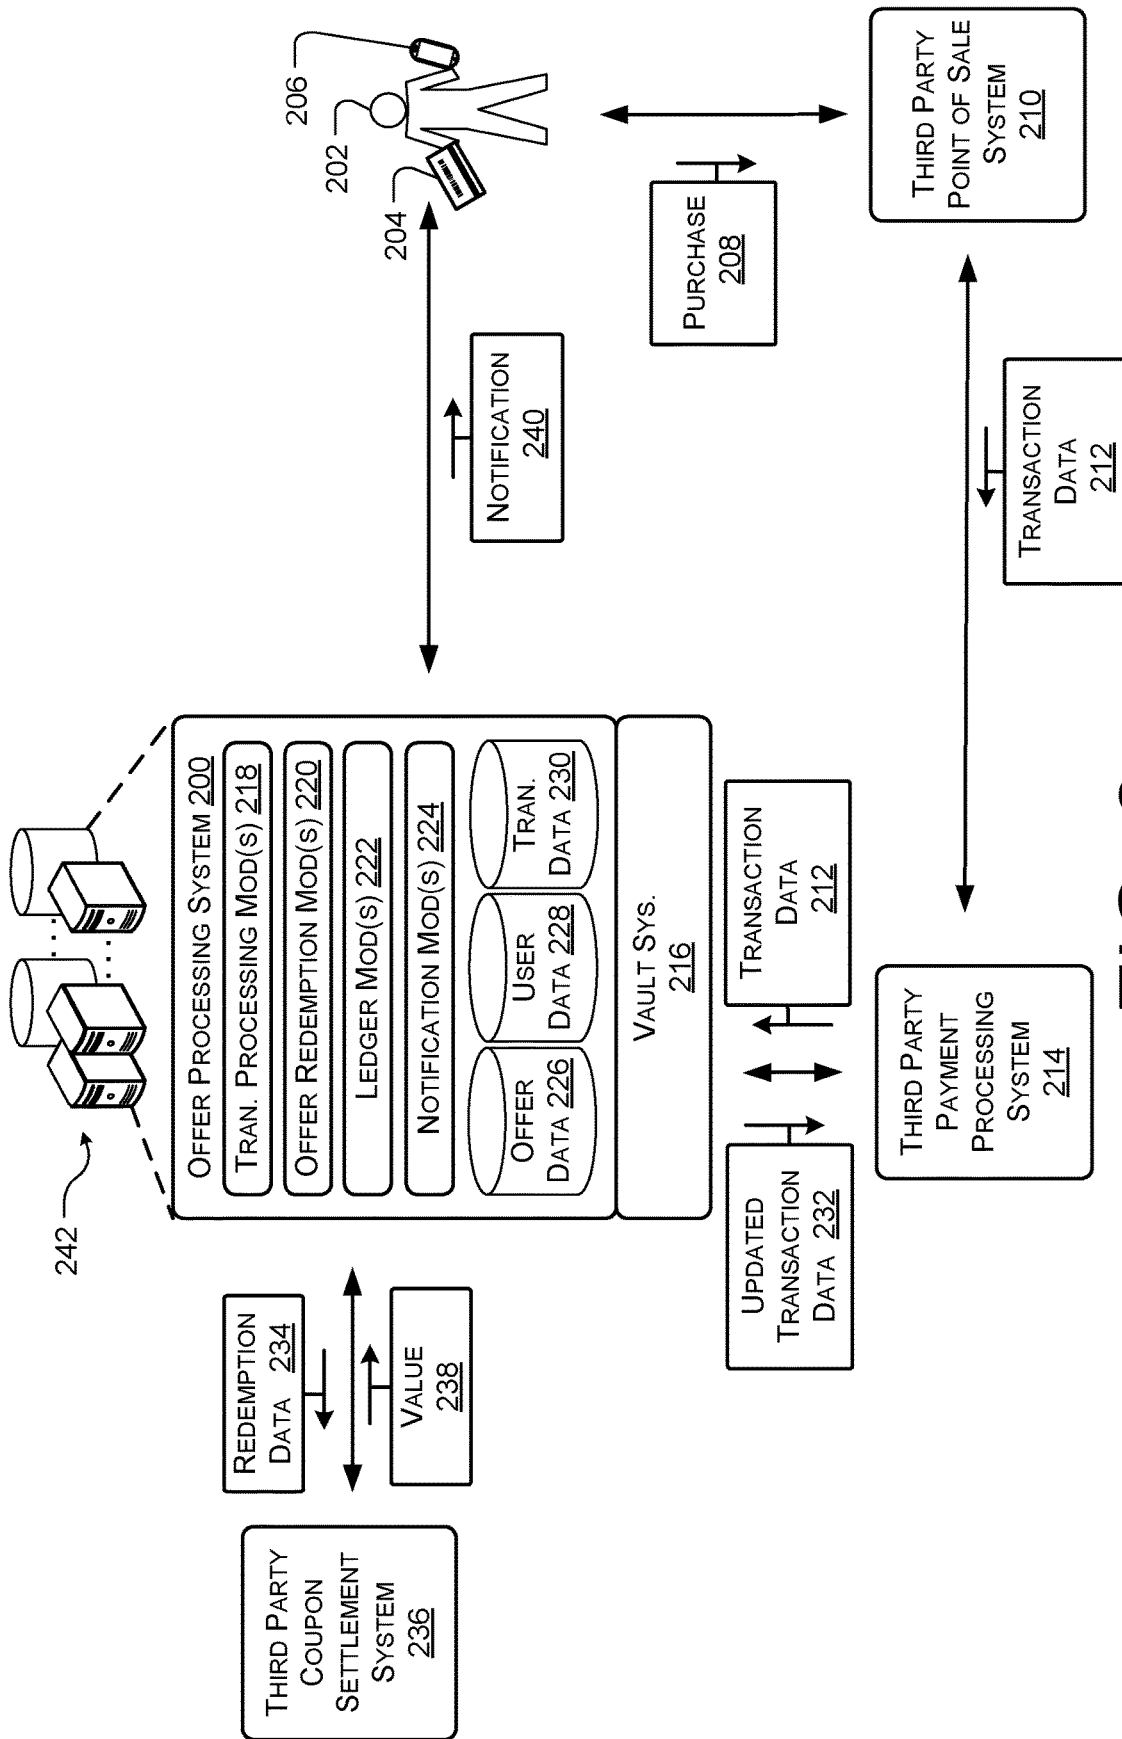 242
OFFER PROCESSING SYSTEM 200
TRAN. PROCESSING MOD(S) 218
OFFER REDEMPTION MOD(S) 220
LEDGER MOD(S) 222
NOTIFICATION MOD(S) 224
OFFER
DATA 226
USER
DATA 228
TRAN.
DATA 230
VAULT SYS.
216
REDEMPTION
DATA 234
VALUE
238
THIRD PARTY
COUPON
SETTLEMENT
SYSTEM
236
206
202
204
NOTIFICATION
240
PURCHASE
208
UPDATED
TRANSACTION
DATA 232
TRANSACTION
DATA
212
THIRD PARTY
PAYMENT
PROCESSING
SYSTEM
214
TRANSACTION
DATA
212
THIRD PARTY
POINT OF SALE
SYSTEM
210